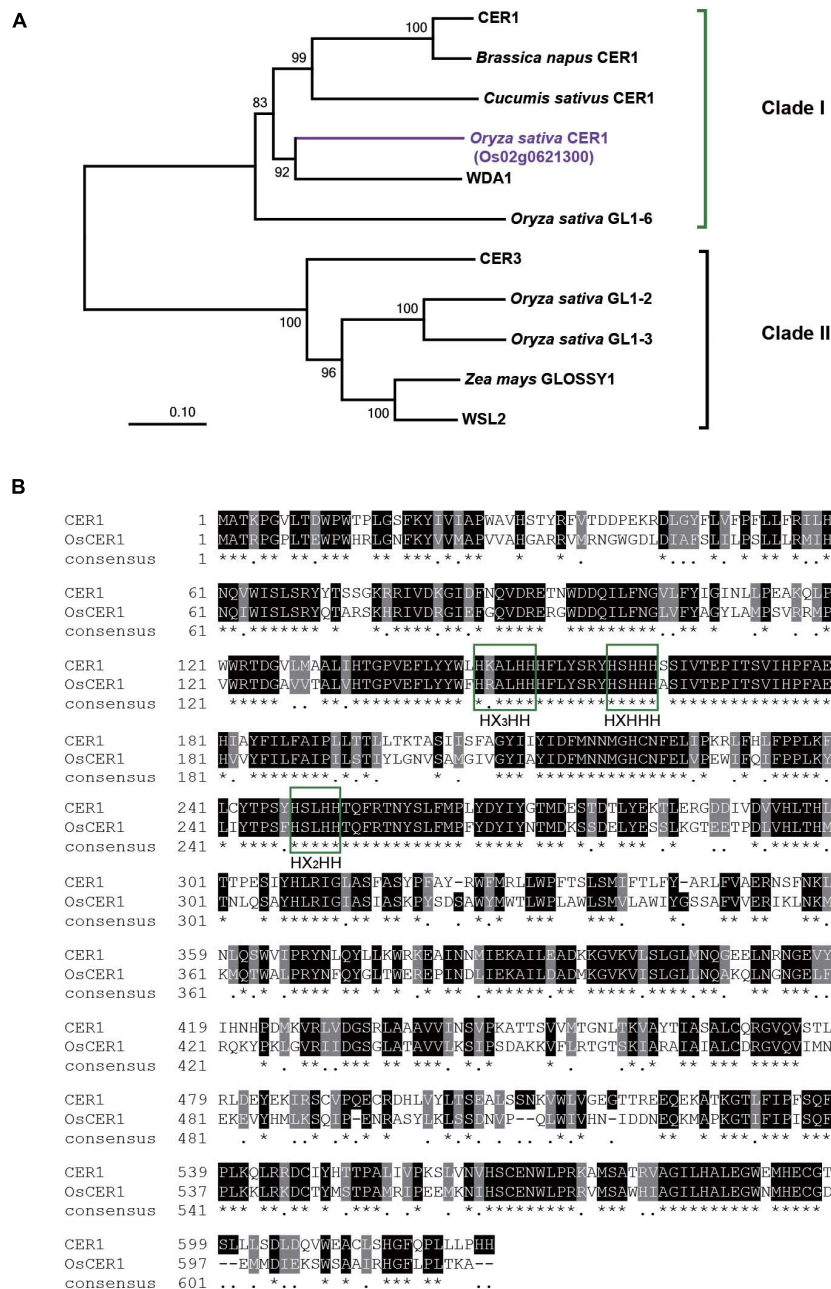 A
100
CER1
Brassica napus CER1
99
Cucumis sativus CER1
Clade I
83
Oryza sativa CER1
(Os02g0621300)
92
WDA1
Oryza sativa GL1-6
CER3
Oryza sativa GL1-2
100
100
Oryza sativa GL1-3
Clade II
96
Zea mays GLOSSY1
0.10
100
WSL2
B
CER1 1 MATKPGVLTDWPWTPLGSFKYIVIAPWAVHSTYRFVTDDPEKRDLGYFLVFPFLLFRILH
OsCER1 1 MATRPGPLTEWPWHRLGNFKYVVMAPVVAHGARRVMRNGWGDLDIAFSLILPSLLLRMIH
consensus 1
CER1 61 NQVWISLSRYYTSSGKRRIVDKGIDFNQVDRETNWDDQILFNGVLFYIGINLLPEAKQLP
OsCER1 61 NQIWISLSRYQTARSKHRIVDRGIEFGQVDRERGWDDQILFNGLVFYAGYLAMPSVRRMP
consensus 61
CER1 121 WWRTDGVLMAALIHTGPVEFLYYWLHKALHHHFLYSRYHSHHHSSIVTEPITSVIHPFAE
OsCER1 121 VWRTDGAVVTALVHTGPVEFLYYWFHRALHHHFLYSRYHSHHHASIVTEPITSVIHPFAE
consensus 121
HX3HH HXHHH
CER1 181 HIAYFILFAIPLLTTLLTKTASIISFAGYIIYIDFMNNMGHCNFELIPKRLFHLFPPLKF
OsCER1 181 HVVYFILFAIPILSTIYLGNVSAMGIVGYIAYIDFMNNMGHCNFELVPEWIFQIFPPLKY
consensus 181
CER1 241 LCYTPSYHSLHHTQFRTNYSLFMPLYDYIYGTMDESTDTLYEKTLERGDDIVDVVHLTHL
OsCER1 241 LIYTPSFHSLHHTQFRTNYSLFMPFYDYIYNTMDKSSDELYESSLKGTEETPDLVHLTHM
consensus 241
HX2HH
CER1 301 TTPESIYHLRIGLASFASYPFAY-RWFMRLLWPFTSLSMIFTLFY-ARLFVAERNSFNKL
OsCER1 301 TNLQSAYHLRIGIASIASKPYSDSAWYMWTLWPLAWLSMVLAWIYGSSAFVVERIKLNKM
consensus 301
CER1 359 NLQSWVIPRYNLQYLLKWRKEAINNMIEKAILEADKKGVKVLSLGLMNQGEELNRNGEVY
OsCER1 361 KMQTWALPRYNFQYGLTWEREPINDLIEKAILDADMKGVKVISLGLLNQAKQLNGNGELF
consensus 361
CER1 419 IHNHPDMKVRLVDGSRLAAAVVINSVPKATTSVVMTGNLTKVAYTIASALCQRGVQVSTL
OsCER1 421 RQKYPKLGVRIIDGSGLATAVVLKSIPSDAKKVFLRTGTSKIARAIAIALCDRGVQVIMN
consensus 421
CER1 479 RLDEYEKIRSCVPQECRDHLVYLTSEALSSNKVWLVGEGTTREEQEKATKGTLFIPFSQF
OsCER1 481 EKEVYHMLKSQIP-ENRASYLKLSSDNVP--QLWIVHN-IDDNEQKMAPKGTIFIPISQF
consensus 481
CER1 539 PLKQLRRDCIYHTTPALIVPKSLVNVHSCENWLPRKAMSATRVAGILHALEGWEMHECGT
OsCER1 537 PLKKLRKDCTYMSTPAMRIPEEMKNIHSCENWLPRRVMSAWHIAGILHALEGWNMHECGD
consensus 541
CER1 599 SLLLSDLDQVWEACLSHGFQPLLLPHH
OsCER1 597 --EMMDIEKSWSAAIRHGFLPLTKA--
consensus 601